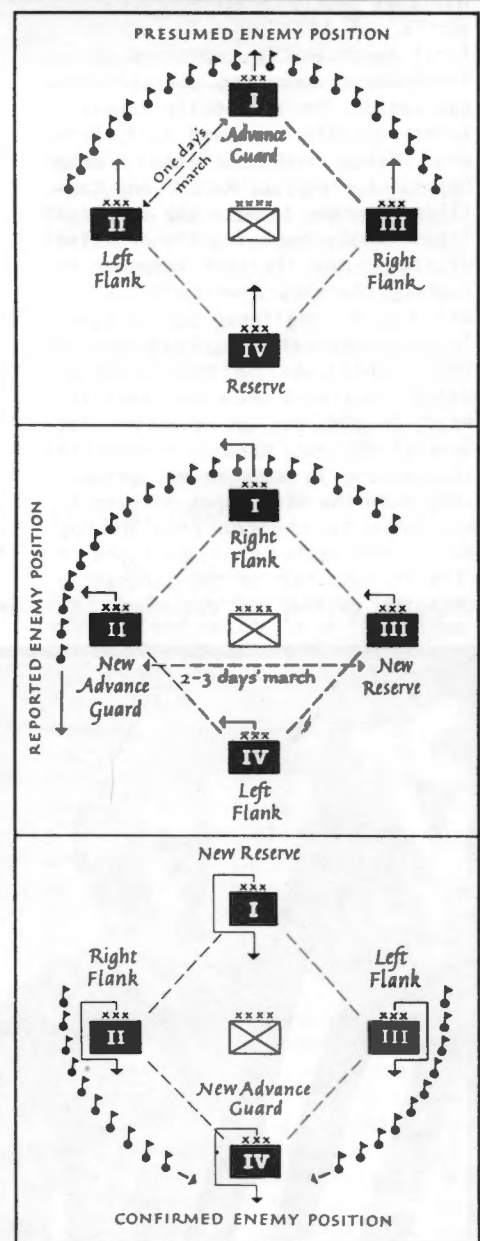 PRESUMED ENEMY POSITION
xxx
I
Advance
Guard
One days
march
xxx
II
Left
Flank
xxxx
xxx
III
Right
Flank
xxx
IV
Reserve
REPORTED ENEMY POSITION
xxx
I
Right
Flank
xxx
II
New
Advance
Guard
xxxx
xxx
III
New
Reserve
2-3 days' march
xxx
IV
Left
Flank
New Reserve
xxx
I
Right
Flank
xxx
II
xxxx
Left
Flank
xxx
III
New Advance
Guard
xxx
IV
CONFIRMED ENEMY POSITION